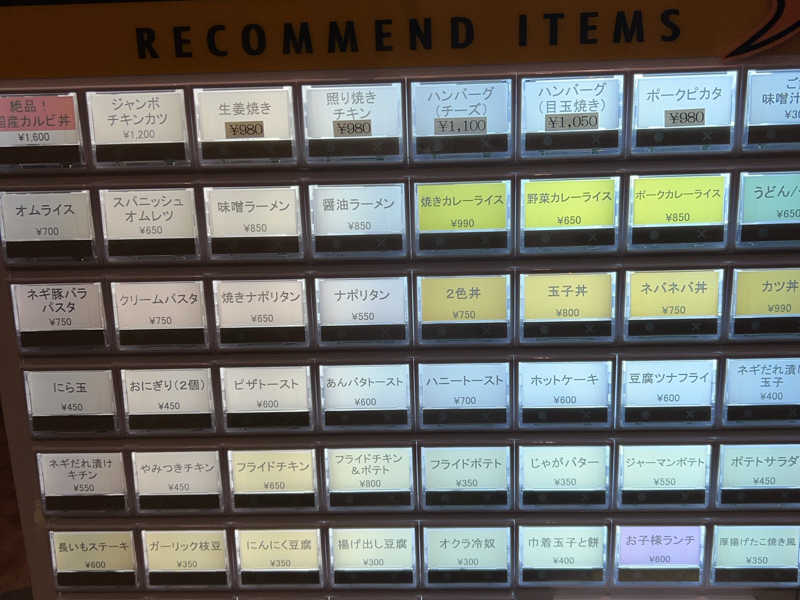 RECOMMEND ITEMS
絶品！
国産カルビ丼
¥1,600
ジャンボ
チキンカツ
¥1,200
生姜焼き
¥980
照り焼き
チキン
¥980
ハンバーグ
(チーズ)
¥1,100
ハンバーグ
(目玉焼き)
¥1,050
ポークピカタ
¥980
ご
味噌汁
オムライス
¥700
スパニッシュ
オムレツ
¥650
味噌ラーメン
¥850
醤油ラーメン
¥850
焼きカレーライス
¥990
野菜カレーライス
¥650
ポークカレーライス
¥850
うどん/
¥650
ネギ豚バラ
パスタ
¥750
クリームパスタ
¥750
焼きナポリタン
¥650
ナポリタン
¥550
2色丼
¥750
玉子丼
¥800
ネバネバ丼
¥750
カツ丼
¥990
にら玉
¥450
おにぎり(2個)
¥450
ピザトースト
¥600
あんバタトースト
¥600
ハニートースト
¥700
ホットケーキ
¥600
豆腐ツナフライ
¥600
ネギだれ漬け
玉子
¥400
ネギだれ漬け
キチン
¥550
やみつきチキン
¥450
フライドチキン
¥650
フライドチキン
&ポテト
¥800
フライドポテト
¥350
じゃがバター
¥350
ジャーマンポテト
¥550
ポテトサラダ
¥450
長いもステーキ
¥600
ガーリック枝豆
¥350
にんにく豆腐
¥350
揚げ出し豆腐
¥300
オクラ冷奴
¥300
巾着玉子と餅
¥400
お子様ランチ
¥600
厚揚げたこ焼き風
¥350